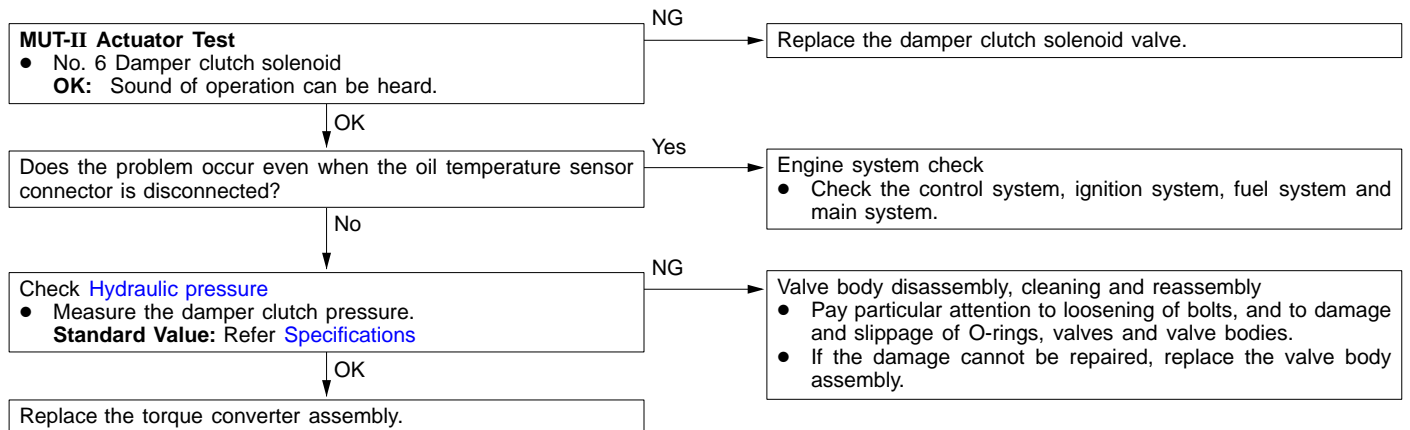 MUT-II Actuator Test
● No. 6 Damper clutch solenoid
OK: Sound of operation can be heard.
NG
Replace the damper clutch solenoid valve.
OK
Does the problem occur even when the oil temperature sensor
connector is disconnected?
Yes
Engine system check
● Check the control system, ignition system, fuel system and
main system.
No
Check Hydraulic pressure
● Measure the damper clutch pressure.
Standard Value: Refer Specifications
NG
Valve body disassembly, cleaning and reassembly
● Pay particular attention to loosening of bolts, and to damage
and slippage of O-rings, valves and valve bodies.
● If the damage cannot be repaired, replace the valve body
assembly.
OK
Replace the torque converter assembly.